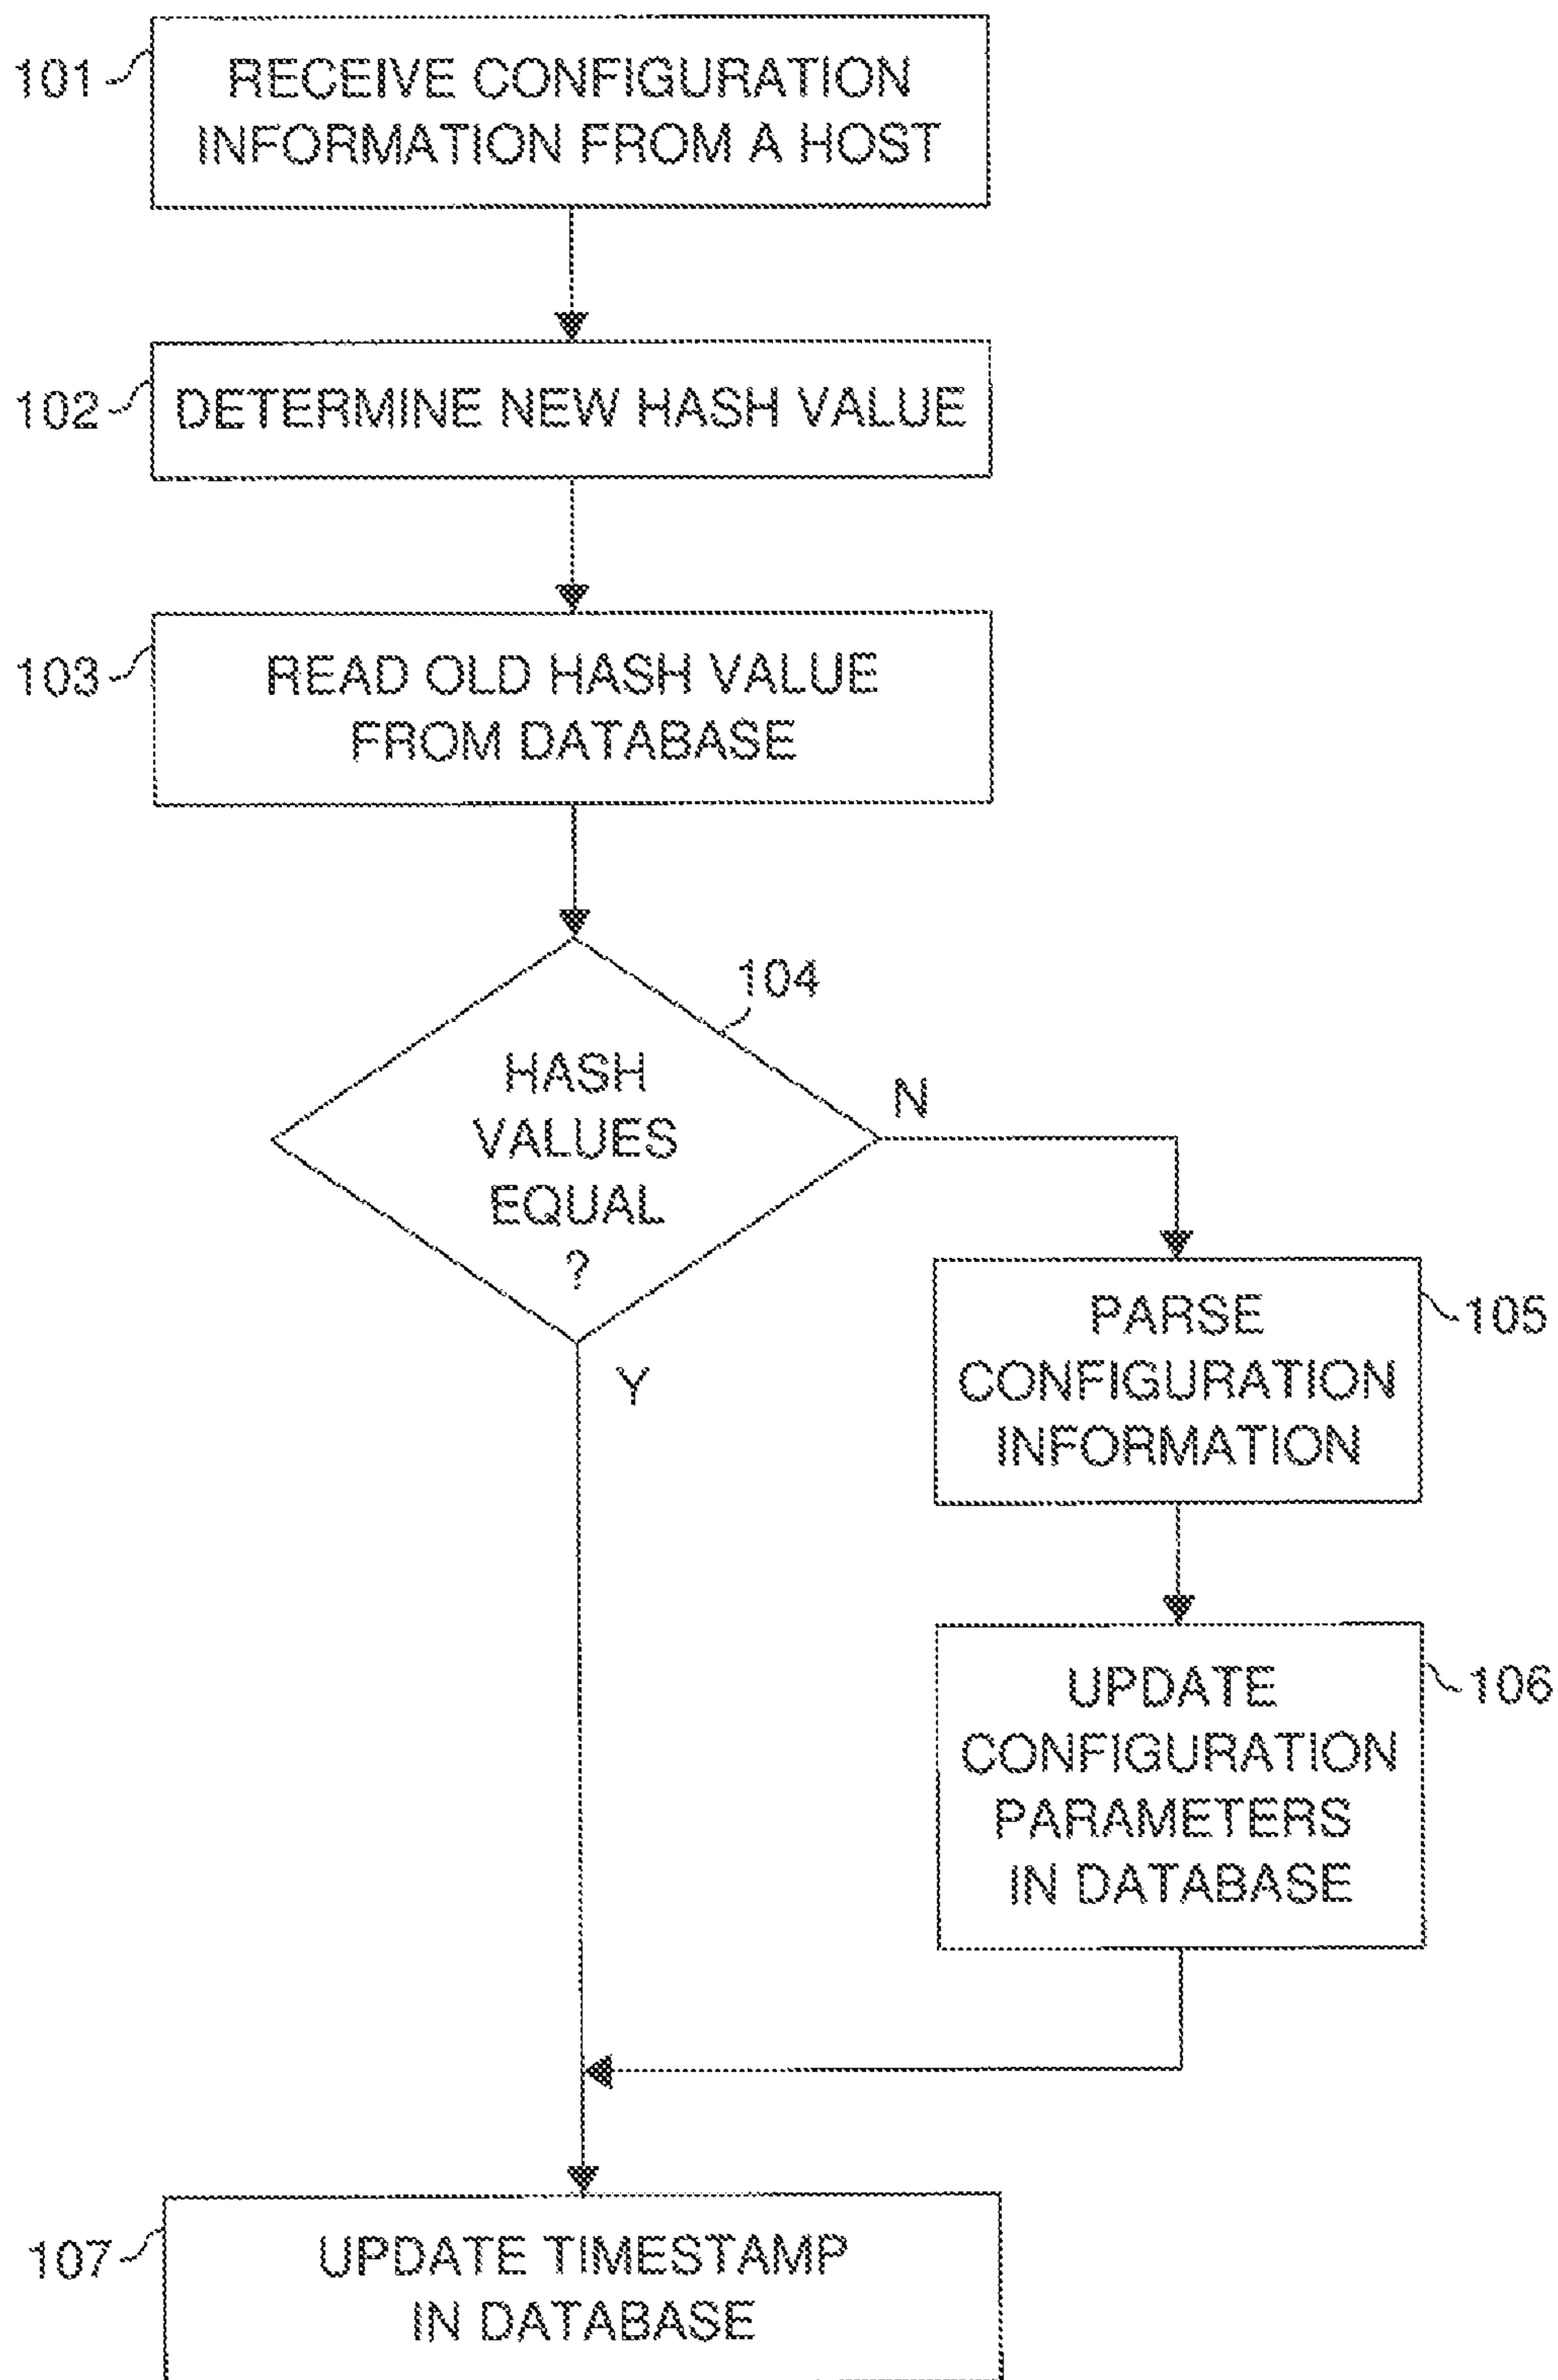 101
RECEIVE CONFIGURATION
INFORMATION FROM A HOST
102
DETERMINE NEW HASH VALUE
103
READ OLD HASH VALUE
FROM DATABASE
104
HASH
VALUES
EQUAL
?
N
Y
PARSE
CONFIGURATION
INFORMATION
105
UPDATE
CONFIGURATION
PARAMETERS
IN DATABASE
106
107
UPDATE TIMESTAMP
IN DATABASE